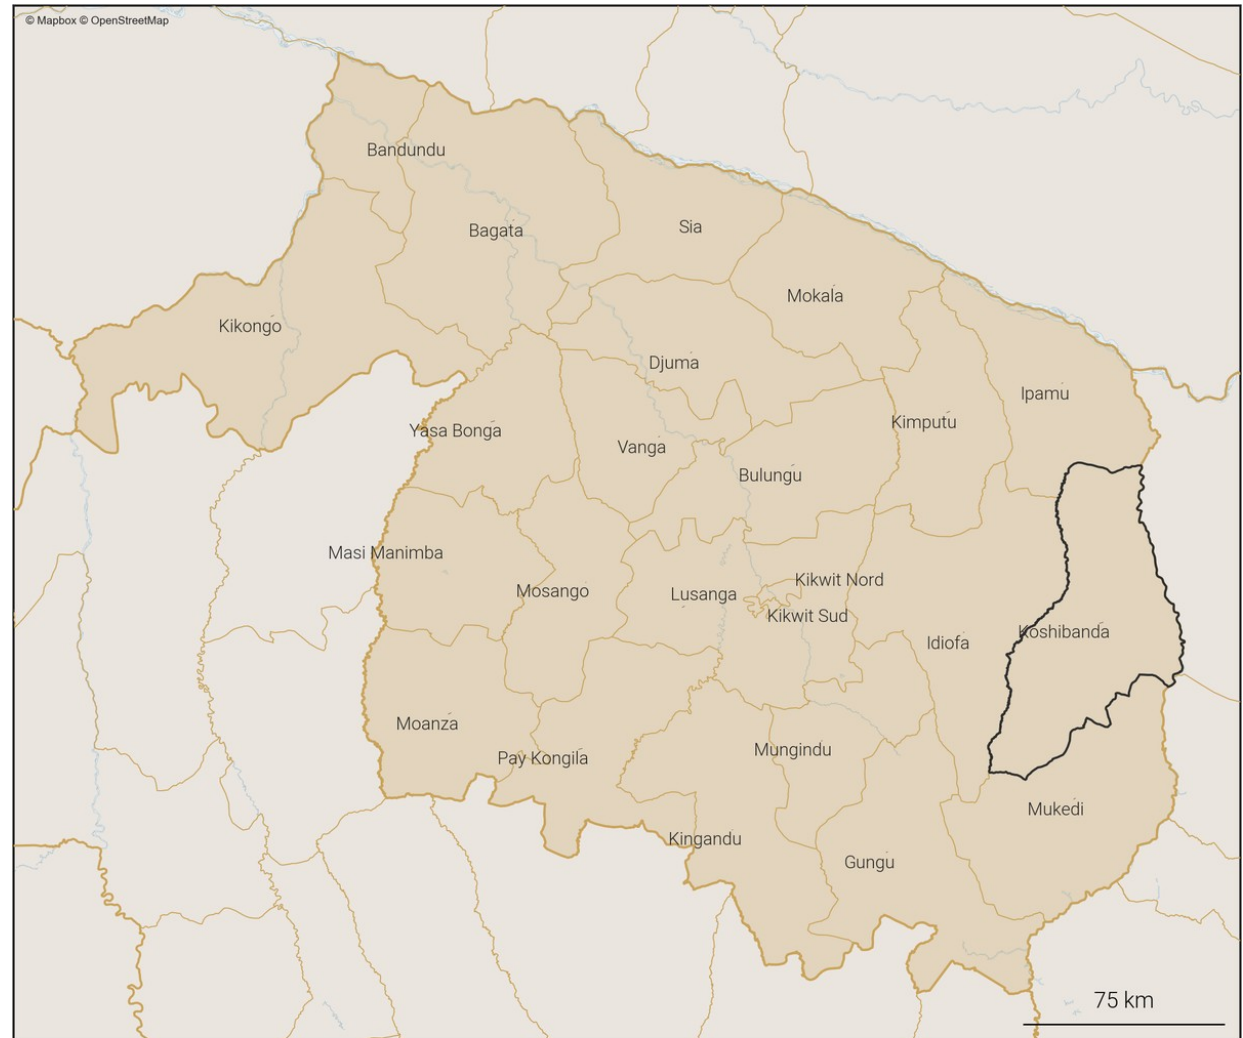 © Mapbox © OpenStreetMap
Bandundu
Bagata
Sia
Mokala
Kikongo
Djuma
Ipamu
Kimputu
Yasa Bonga
Vanga
Bulungu
Masi Manimba
Kikwit Nord
Mosango
Lusanga
Kikwit Sud
Koshibanda
Idiofa
Moanza
Mungindu
Pay Kongila
Mukedi
Kingandu
Gungu
75 km